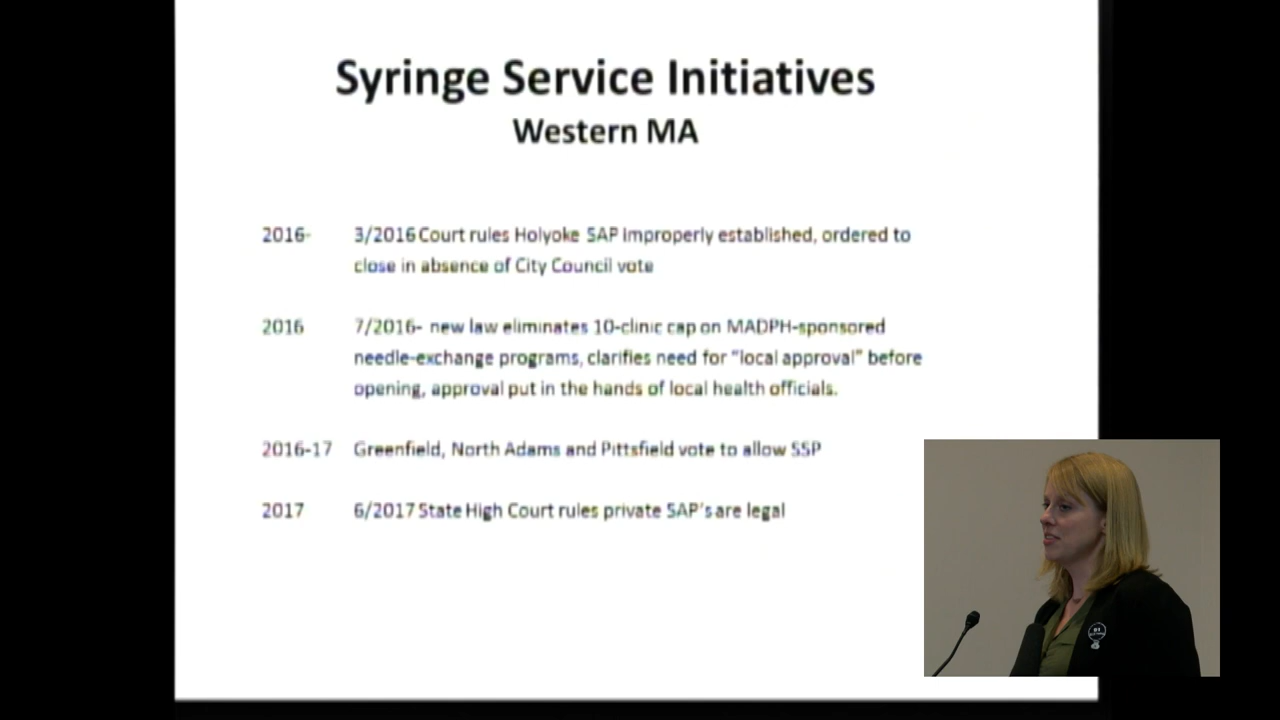 Syringe Service Initiatives
Western MA
2016- 3/2016 Court rules Holyoke SAP improperly established, ordered to
close in absence of City Council vote
2016 7/2016- new law eliminates 10-clinic cap on MADPH-sponsored
needle-exchange programs, clarifies need for "local approval" before
opening, approval put in the hands of local health officials.
2016-17 Greenfield, North Adams and Pittsfield vote to allow SSP
2017 6/2017 State High Court rules private SAP's are legal